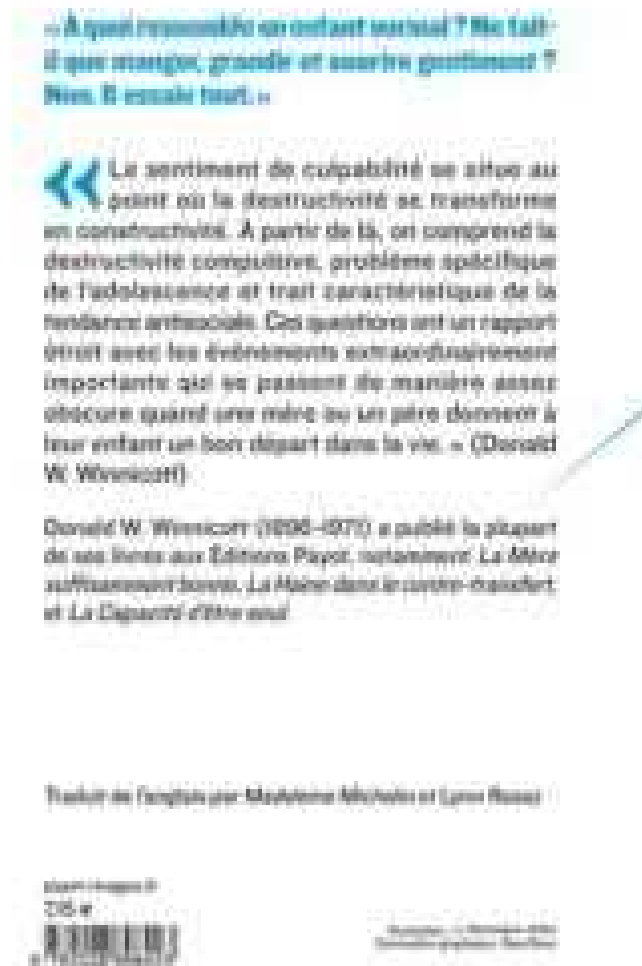 « À quoi ressemble un enfant normal ? Ne fait-
il que manger, grandir et sourire gentiment ?
Non. Il essaie tout. »
« Le sentiment de culpabilité se situe au
point où la destructivité se transforme
en constructivité. À partir de là, on comprend la
destructivité compulsive, problème spécifique
de l'adolescence et trait caractéristique de la
tendance antisociale. Ces questions ont un rapport
étroit avec les événements extraordinairement
importants qui se passent de manière assez
obscure quand une mère ou un père donnent à
leur enfant un bon départ dans la vie. » (Donald
W. Winnicott)
Donald W. Winnicott (1896-1971) a publié la plupart
de ses livres aux Éditions Payot, notamment La Mère
suffisamment bonne, La Haine dans le contre-transfert,
et La Capacité d'être seul
Traduit de l'anglais par Madeleine Michelin et Lynn Rosaz